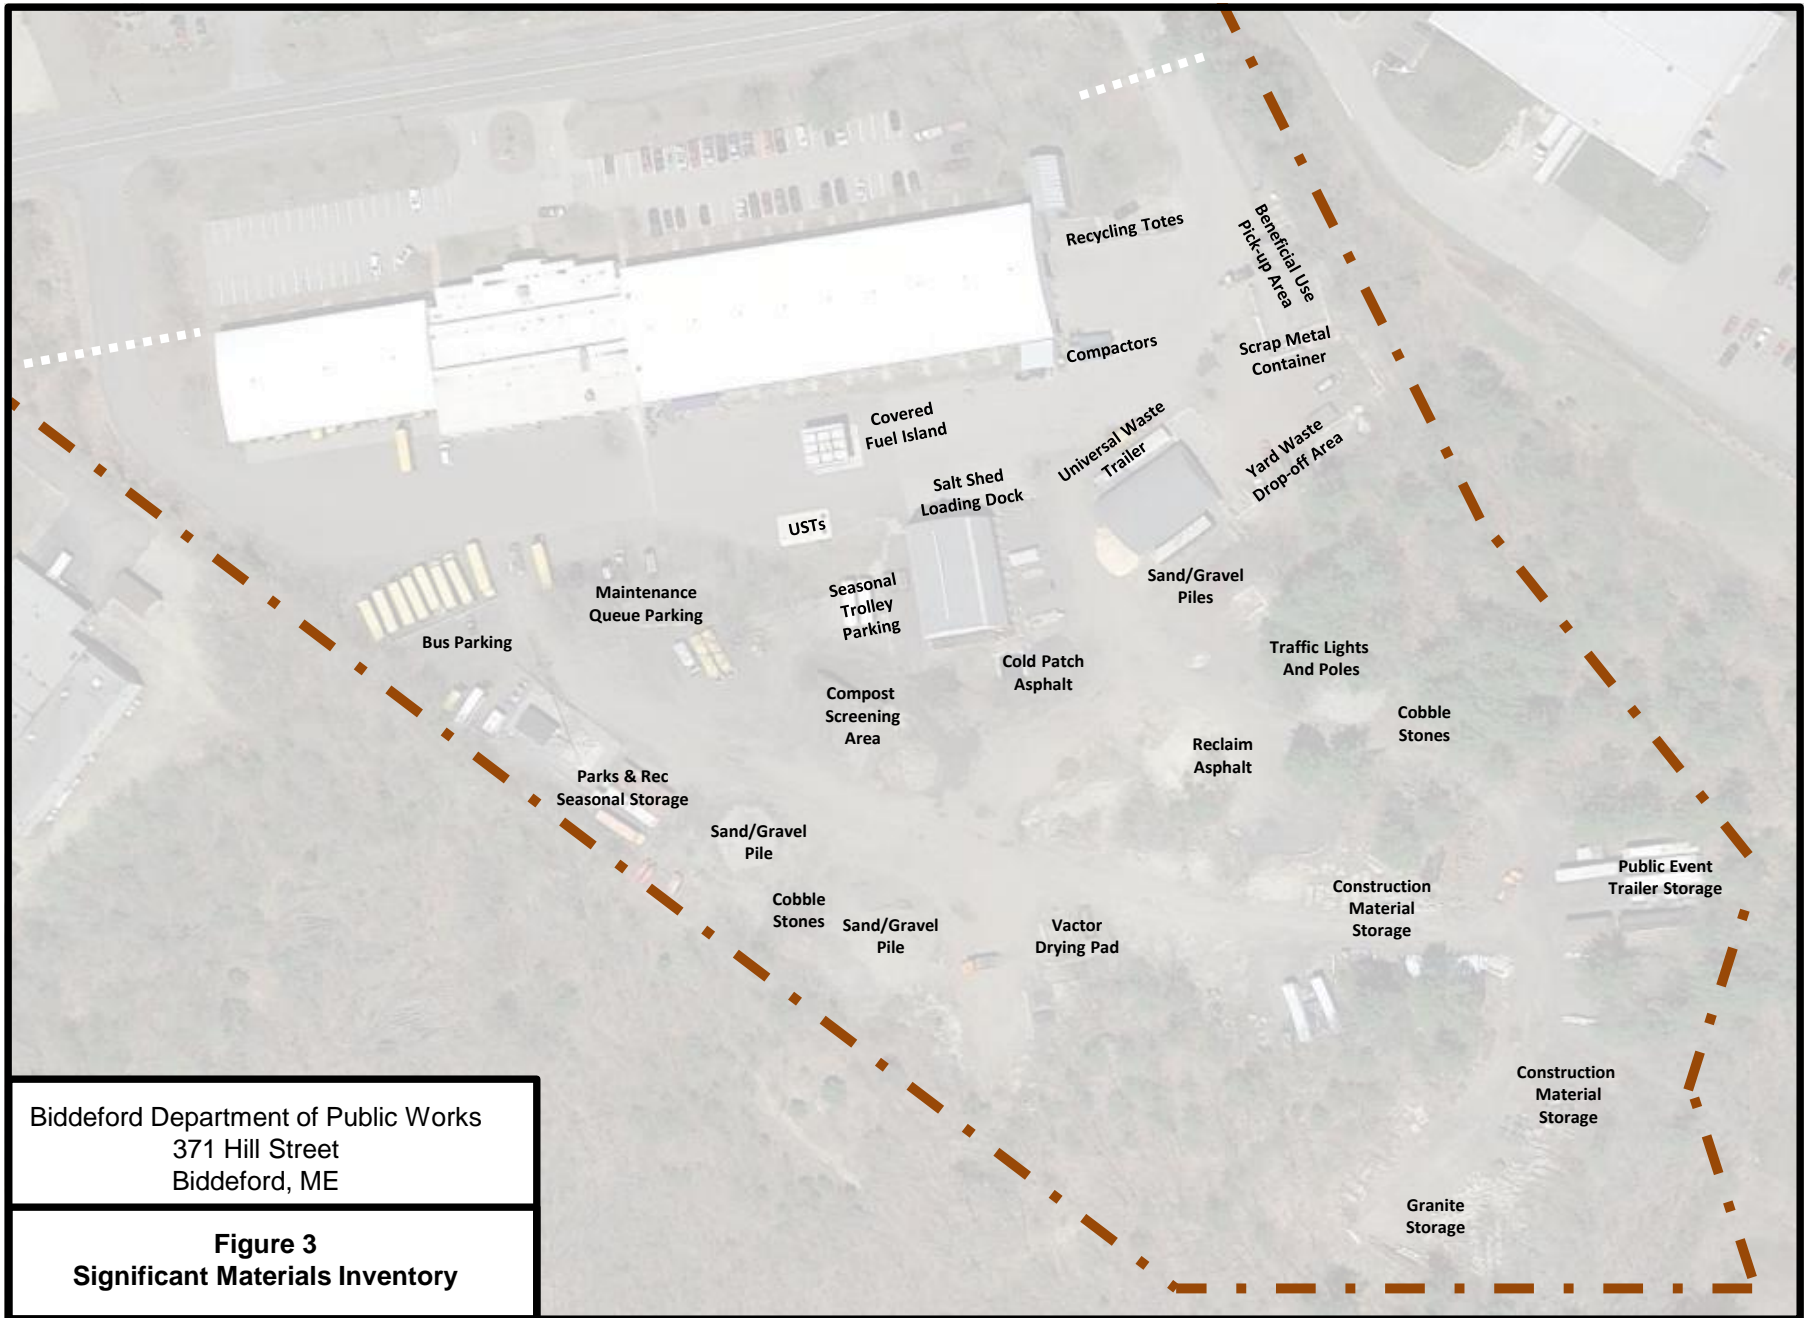 Recycling Totes
Beneficial Use
Pick-up Area
Compactors
Scrap Metal
Container
Covered
Fuel Island
Universal Waste
Trailer
Yard Waste
Drop-off Area
Salt Shed
Loading Dock
USTs
Sand/Gravel
Piles
Maintenance
Queue Parking
Seasonal
Trolley
Parking
Bus Parking
Traffic Lights
And Poles
Cold Patch
Asphalt
Compost
Screening
Area
Cobble
Stones
Reclaim
Asphalt
Parks & Rec
Seasonal Storage
Sand/Gravel
Pile
Public Event
Trailer Storage
Construction
Material
Storage
Cobble
Stones
Sand/Gravel
Pile
Vactor
Drying Pad
Construction
Material
Storage
Granite
Storage
Biddeford Department of Public Works
371 Hill Street
Biddeford, ME
Figure 3
Significant Materials Inventory